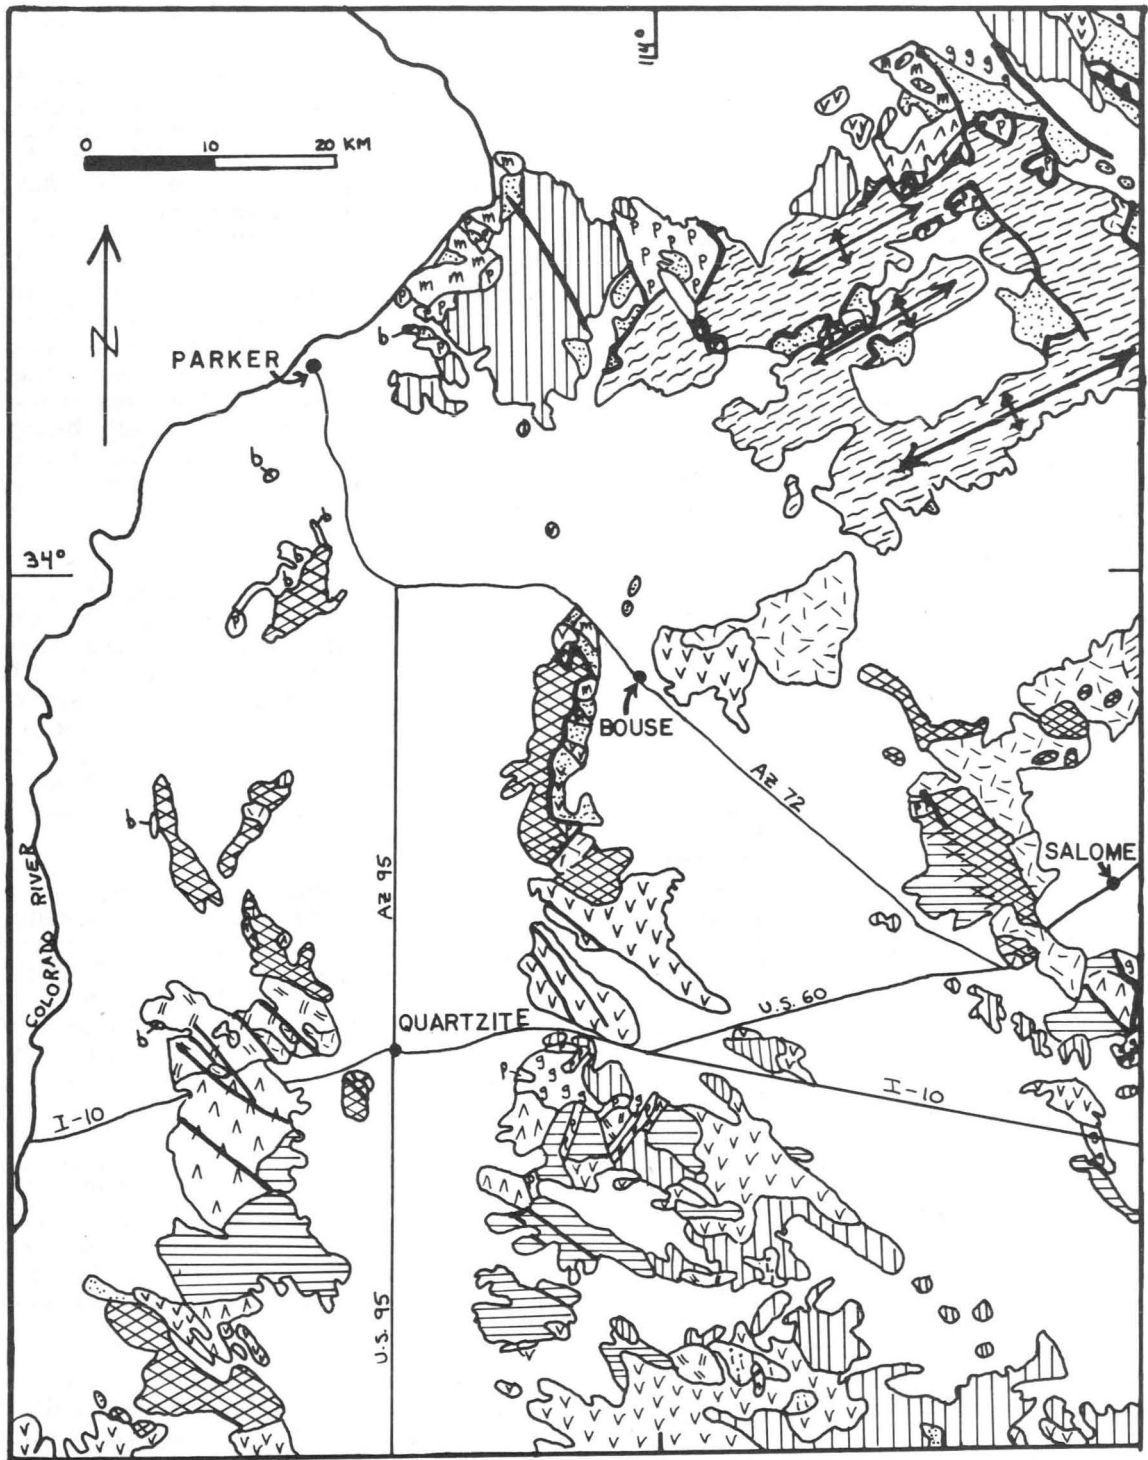 114°
0 10 20 KM
N
PARKER
34°
BOUSE
AZ 72
SALOME
COLORADO RIVER
AZ 95
U.S. 60
QUARTZITE
I-10
I-10
U.S. 95